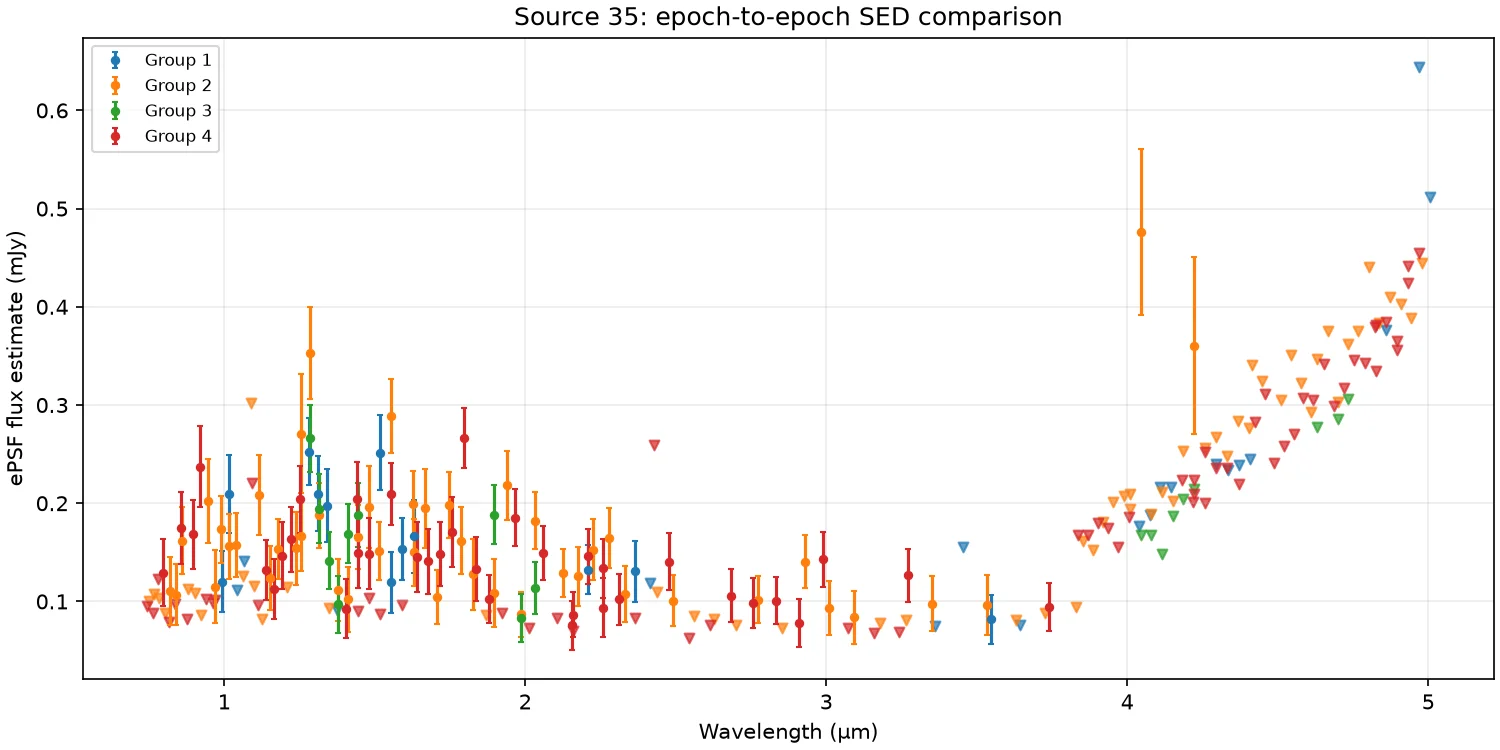 Source 35: epoch-to-epoch SED comparison
Group 1
Group 2
Group 3
Group 4
ePSF flux estimate (mJy)
0.6
0.5
0.4
0.3
0.2
0.1
1 2 3 4 5
Wavelength (μm)